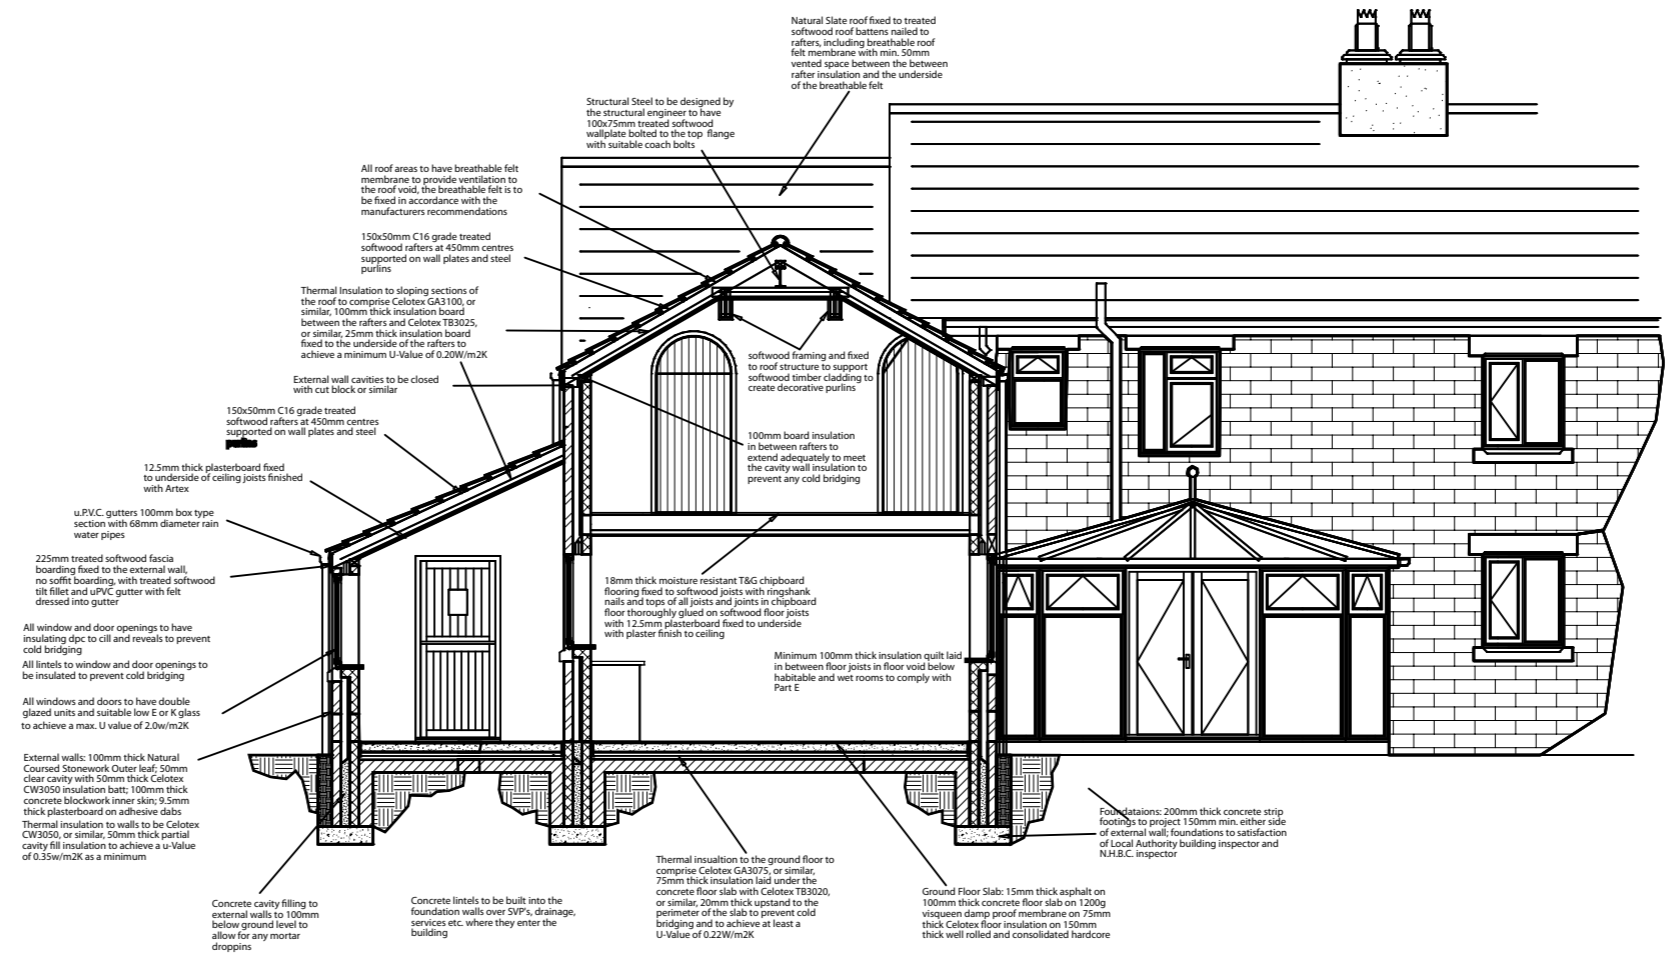 Natural Slate roof fixed to treated
softwood roof battens nailed to
rafters, including breathable roof
felt membrane with min. 50mm
vented space between the between
rafter insulation and the underside
of the breathable felt
Structural Steel to be designed by
the structural engineer to have
100x75mm treated softwood
wallplate bolted to the top flange
with suitable coach bolts
All roof areas to have breathable felt
membrane to provide ventilation to
the roof void, the breathable felt is to
be fixed in accordance with the
manufacturers recommendations
150x50mm C16 grade treated
softwood rafters at 450mm centres
supported on wall plates and steel
purlins
Thermal Insulation to sloping sections of
the roof to comprise Celotex GA3100, or
similar, 100mm thick insulation board
between the rafters and Celotex TB3025,
or similar, 25mm thick insulation board
fixed to the underside of the rafters to
achieve a minimum U-Value of 0.20W/m2K
External wall cavities to be closed
with cut block or similar
150x50mm C16 grade treated
softwood rafters at 450mm centres
supported on wall plates and steel
12.5mm thick plasterboard fixed
to underside of ceiling joists finished
with Artex
u.P.V.C. gutters 100mm box type
section with 68mm diameter rain
water pipes
225mm treated softwood fascia
boarding fixed to the external wall,
no soffit boarding, with treated softwood
tilt fillet and uPVC gutter with felt
dressed into gutter
All window and door openings to have
insulating dpc to cill and reveals to prevent
cold bridging
All lintels to window and door openings to
be insulated to prevent cold bridging
All windows and doors to have double
glazed units and suitable low E or K glass
to achieve a max. U value of 2.0w/m2K
External walls: 100mm thick Natural
Coursed Stonework Outer leaf; 50mm
clear cavity with 50mm thick Celotex
CW3050 insulation batt; 100mm thick
concrete blockwork inner skin; 9.5mm
thick plasterboard on adhesive dabs
Thermal insulation to walls to be Celotex
CW3050, or similar, 50mm thick partial
cavity fill insulation to achieve a u-Value
of 0.35w/m2K as a minimum
softwood framing and fixed
to roof structure to support
softwood timber cladding to
create decorative purlins
100mm board insulation
in between rafters to
extend adequately to meet
the cavity wall insulation to
prevent any cold bridging
18mm thick moisture resistant T&G chipboard
flooring fixed to softwood joists with ringshank
nails and tops of all joists and joints in chipboard
floor thoroughly glued on softwood floor joists
with 12.5mm plasterboard fixed to underside
with plaster finish to ceiling
Minimum 100mm thick insulation quilt laid
in between floor joists in floor void below
habitable and wet rooms to comply with
Part E
Foundataions: 200mm thick concrete strip
footings to project 150mm min. either side
of external wall; foundations to satisfaction
of Local Authority building inspector and
N.H.B.C. inspector
Thermal insualtion to the ground floor to
comprise Celotex GA3075, or similar,
75mm thick insulation laid under the
concrete floor slab with Celotex TB3020,
or similar, 20mm thick upstand to the
perimeter of the slab to prevent cold
bridging and to achieve at least a
U-Value of 0.22W/m2K
Ground Floor Slab: 15mm thick asphalt on
100mm thick concrete floor slab on 1200g
visqueen damp proof membrane on 75mm
thick Celotex floor insulation on 150mm
thick well rolled and consolidated hardcore
Concrete cavity filling to
external walls to 100mm
below ground level to
allow for any mortar
droppins
Concrete lintels to be built into the
foundation walls over SVP's, drainage,
services etc. where they enter the
building